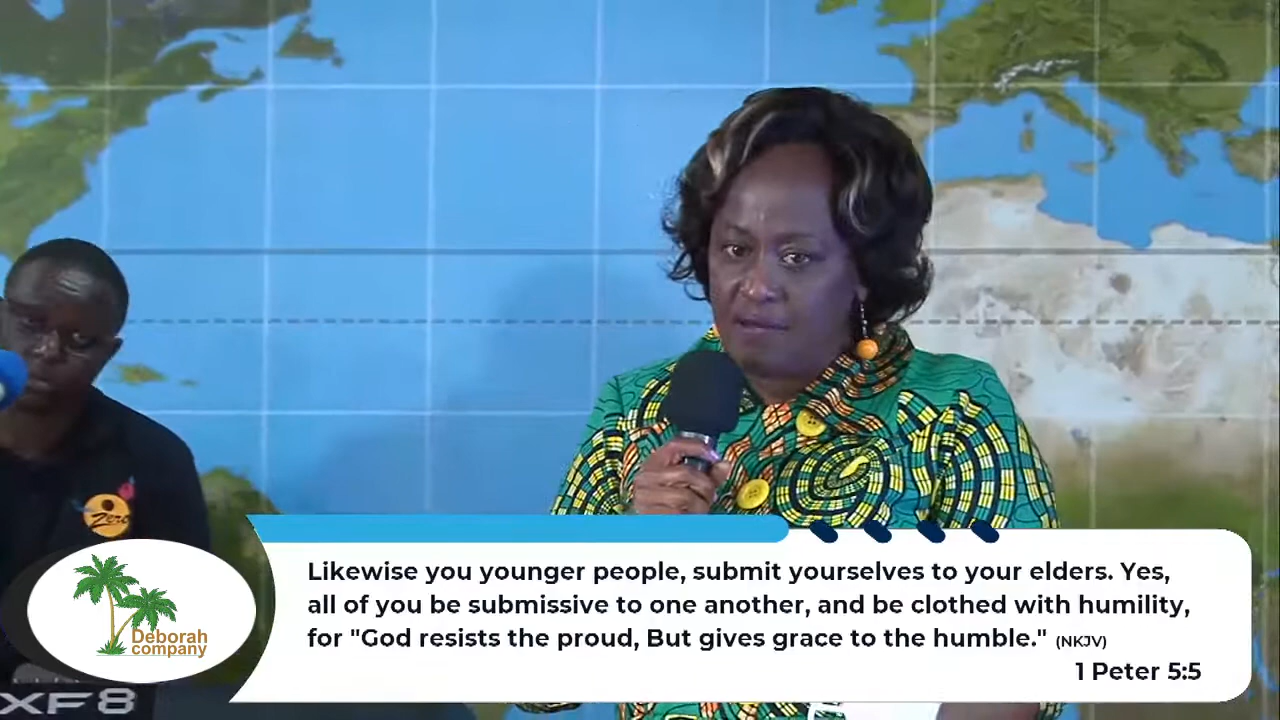 Zero
Likewise you younger people, submit yourselves to your elders. Yes,
all of you be submissive to one another, and be clothed with humility,
for "God resists the proud, But gives grace to the humble." (NKJV)
1 Peter 5:5
Deborah
company
XF8